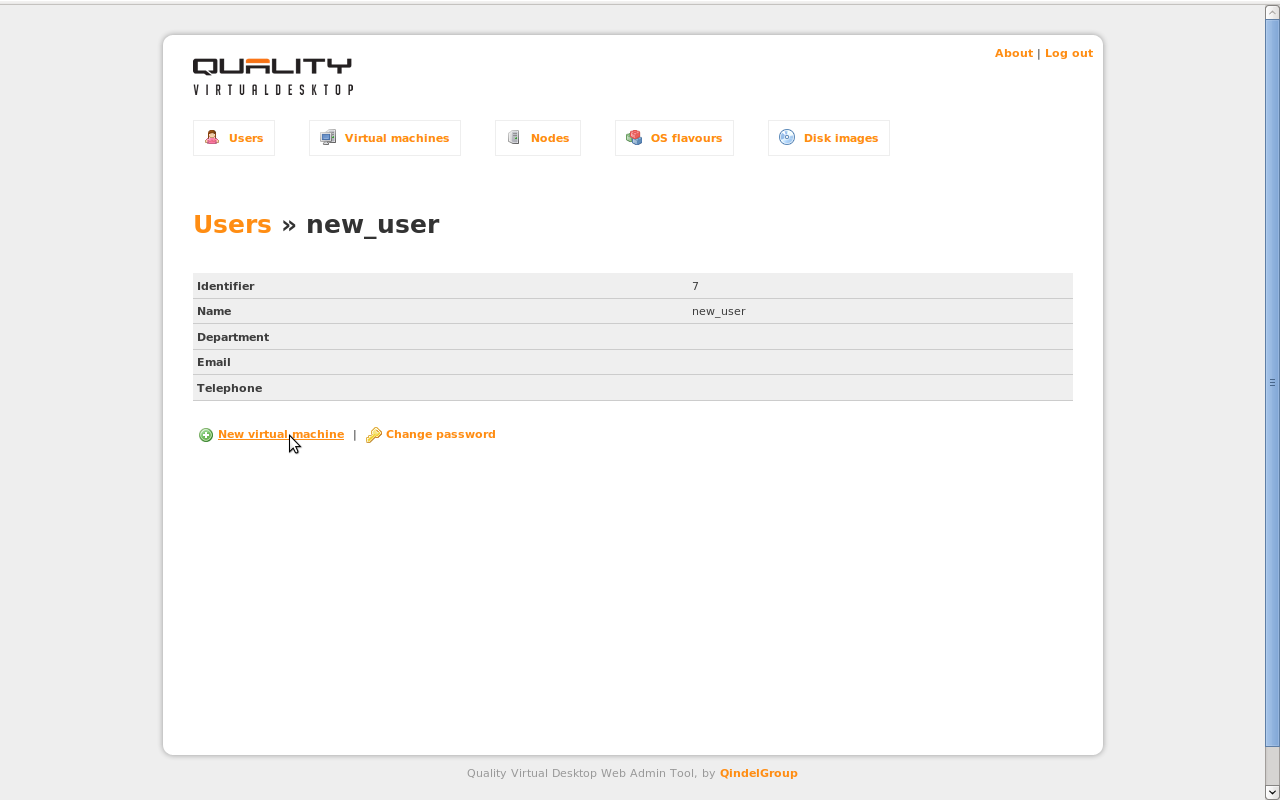 About | Log out
QUALITY
VIRTUALDESKTOP
Users Virtual machines Nodes OS flavours Disk images
Users » new_user
Identifier 7
Name new_user
Department
Email
Telephone
New virtual machine | Change password
Quality Virtual Desktop Web Admin Tool, by QindelGroup